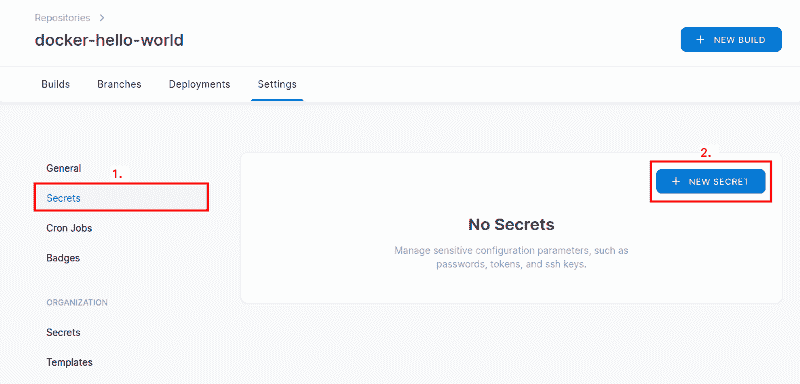 Repositories >
docker-hello-world
+ NEW BUILD
Builds Branches Deployments Settings
General
1.
Secrets
Cron Jobs
Badges
ORGANIZATION
Secrets
Templates
2.
+ NEW SECRET
No Secrets
Manage sensitive configuration parameters, such as
passwords, tokens, and ssh keys.